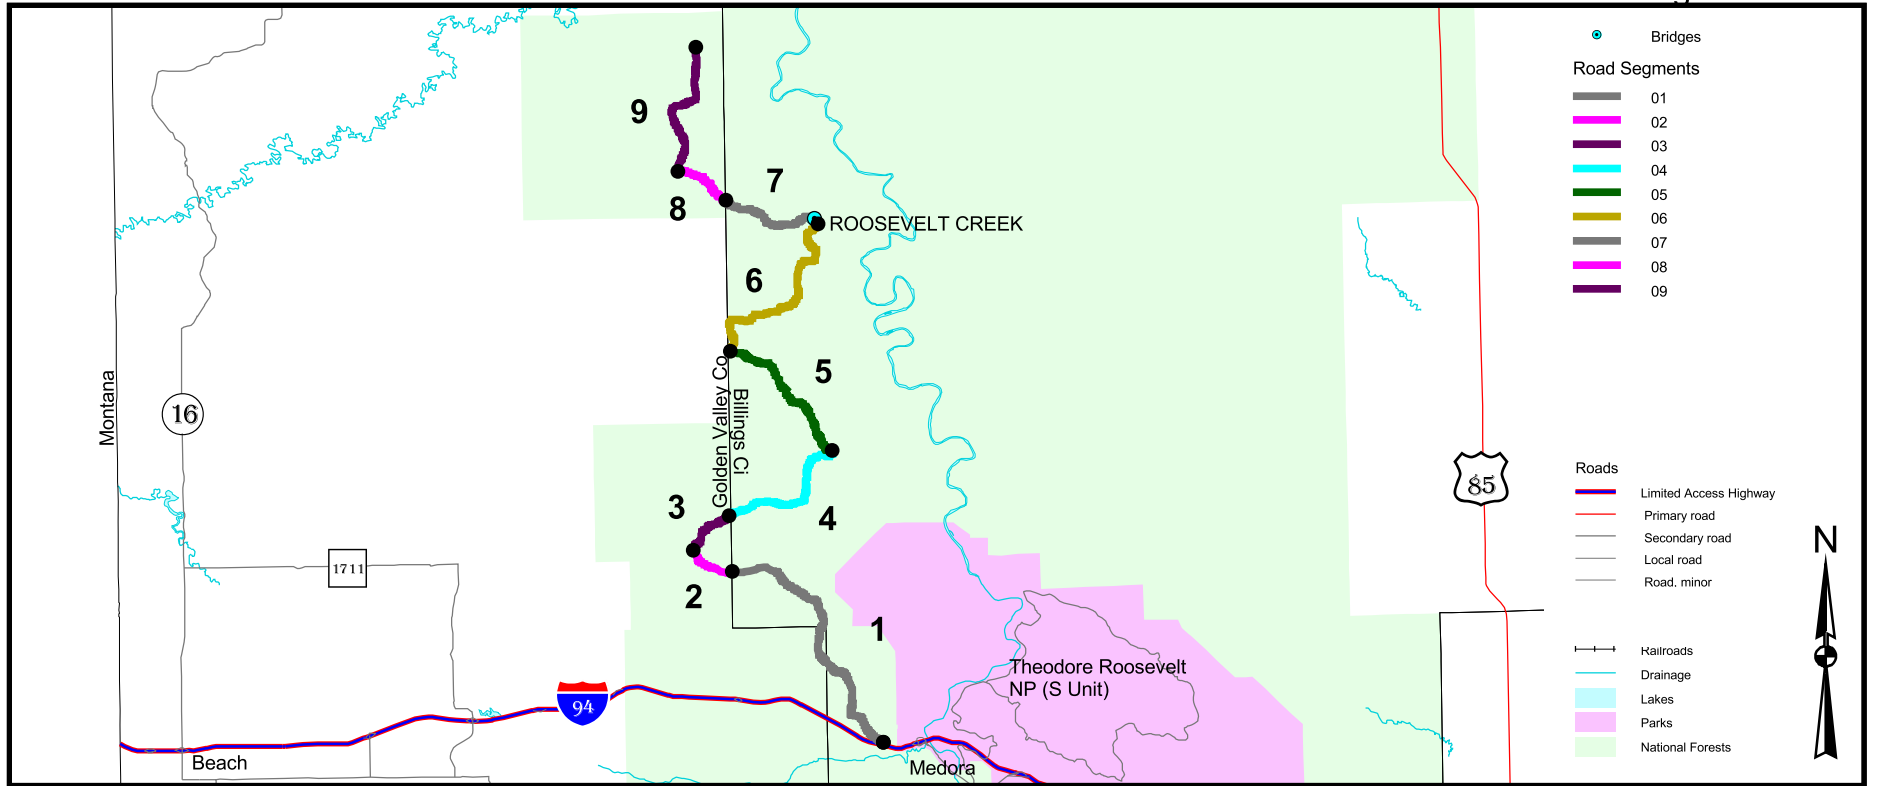 Bridges
Road Segments
01
02
03
04
05
06
07
08
09
9
7
8
ROOSEVELT CREEK
6
5
Montana
16
Golden Valley Co
Billings Ci
85
3
4
2
1
1711
Theodore Roosevelt
NP (S Unit)
94
Beach
Medora
Roads
Limited Access Highway
Primary road
Secondary road
Local road
Road, minor
Railroads
Drainage
Lakes
Parks
National Forests
N